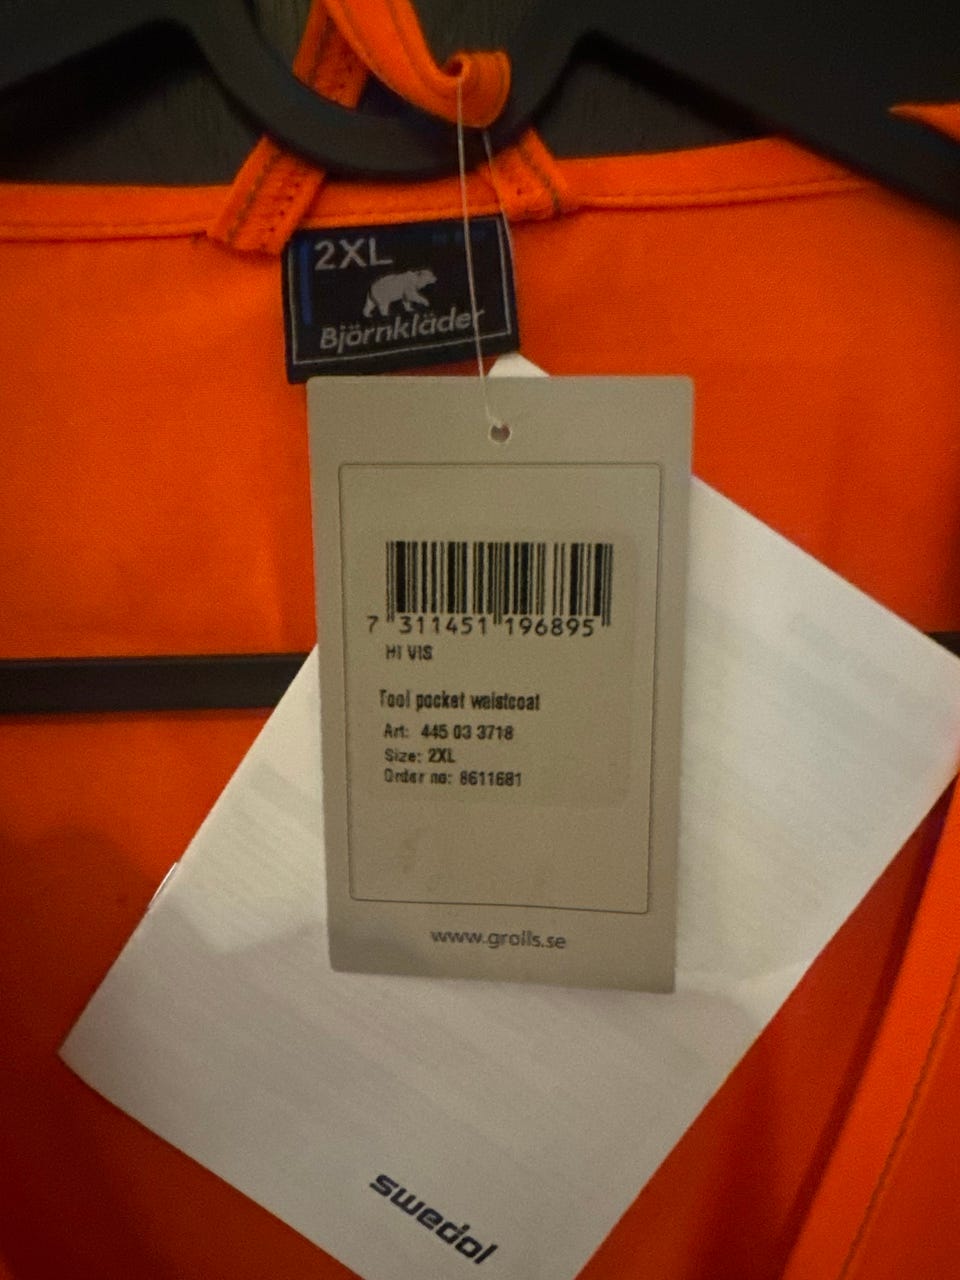 2XL
Björnkläder
7 311451 196895
HI VIS
Tool pocket waistcoat
Art: 445 03 3718
Size: 2XL
Order no: 8611681
www.grolls.se
swedol